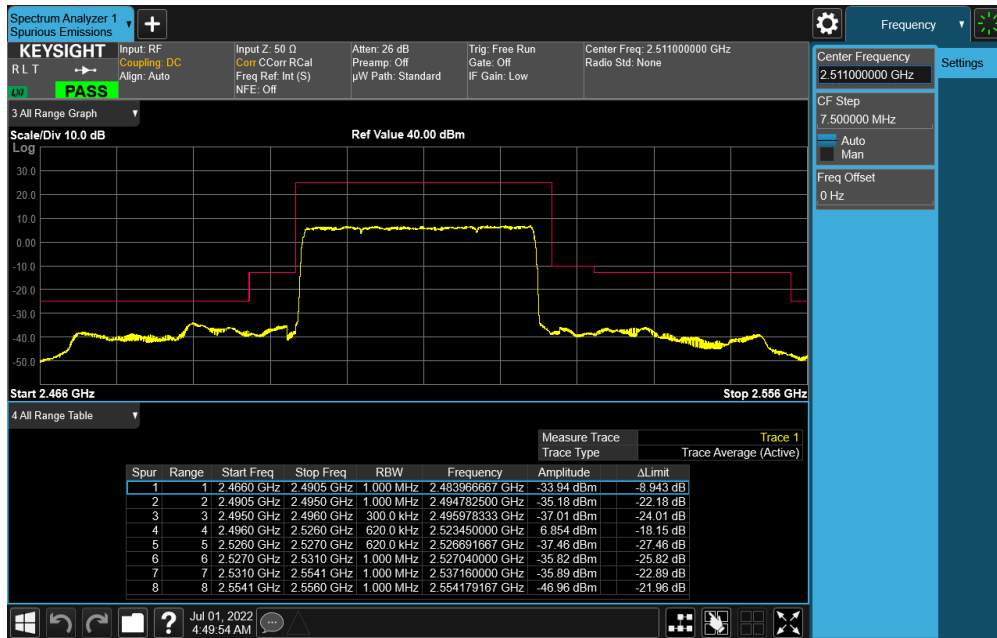 Spectrum Analyzer 1
Spurious Emissions
+
Frequency
KEYSIGHT
R L T
LXI
PASS
Input: RF
Coupling: DC
Align: Auto
Input Z: 50 Ω
Corr CCorr RCal
Freq Ref: Int (S)
NFE: Off
Atten: 26 dB
Preamp: Off
µW Path: Standard
Trig: Free Run
Gate: Off
IF Gain: Low
Center Freq: 2.511000000 GHz
Radio Std: None
Center Frequency
2.511000000 GHz
Settings
CF Step
7.500000 MHz
Auto
Man
Freq Offset
0 Hz
3 All Range Graph
Scale/Div 10.0 dB
Ref Value 40.00 dBm
Log
30.0
20.0
10.0
0.00
-10.0
-20.0
-30.0
-40.0
-50.0
Start 2.466 GHz
Stop 2.556 GHz
4 All Range Table
Measure Trace Trace 1
Trace Type Trace Average (Active)
Spur Range Start Freq Stop Freq RBW Frequency Amplitude ΔLimit
1 1 2.4660 GHz 2.4905 GHz 1.000 MHz 2.483966667 GHz -33.94 dBm -8.943 dB
2 2 2.4905 GHz 2.4950 GHz 1.000 MHz 2.494782500 GHz -35.18 dBm -22.18 dB
3 3 2.4950 GHz 2.4960 GHz 300.0 kHz 2.495978333 GHz -37.01 dBm -24.01 dB
4 4 2.4960 GHz 2.5260 GHz 620.0 kHz 2.523450000 GHz 6.854 dBm -18.15 dB
5 5 2.5260 GHz 2.5270 GHz 620.0 kHz 2.526691667 GHz -37.46 dBm -27.46 dB
6 6 2.5270 GHz 2.5310 GHz 1.000 MHz 2.527040000 GHz -35.82 dBm -25.82 dB
7 7 2.5310 GHz 2.5541 GHz 1.000 MHz 2.537160000 GHz -35.89 dBm -22.89 dB
8 8 2.5541 GHz 2.5560 GHz 1.000 MHz 2.554179167 GHz -46.96 dBm -21.96 dB
?
Jul 01, 2022
4:49:54 AM